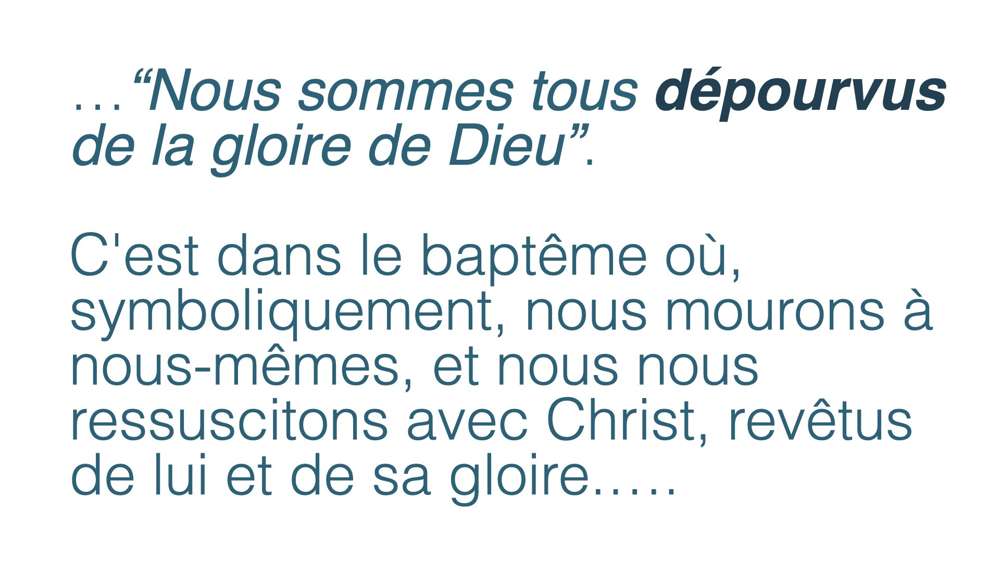 …“Nous sommes tous dépourvus
de la gloire de Dieu”.
C'est dans le baptême où,
symboliquement, nous mourons à
nous-mêmes, et nous nous
ressuscitons avec Christ, revêtus
de lui et de sa gloire…..